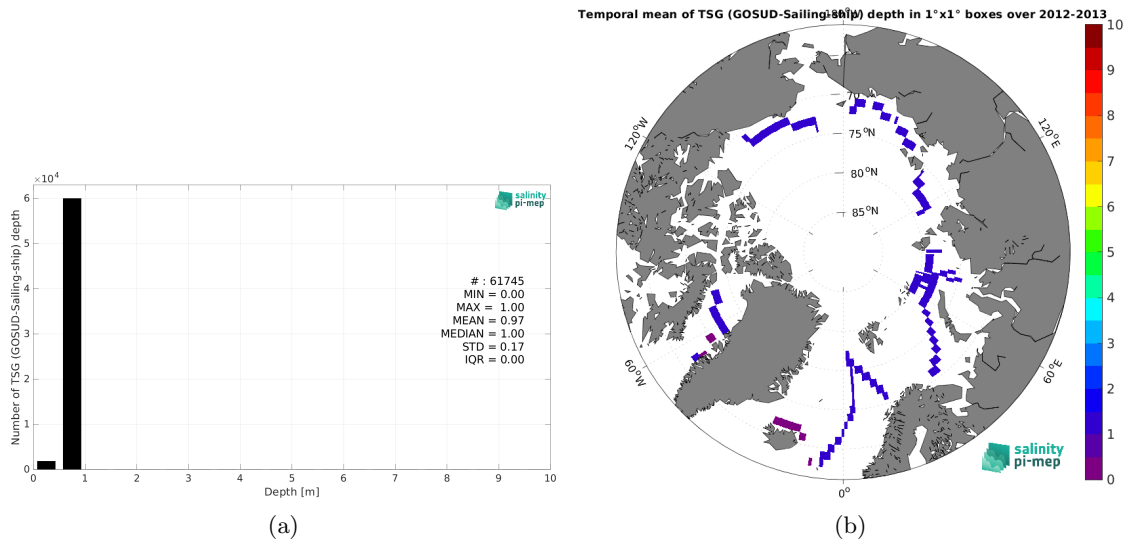 Temporal mean of TSG (GOSUD-Sailing-ship) depth in 1°x1° boxes over 2012-2013
×10⁴
6
5
4
3
2
1
0
Number of TSG (GOSUD-Sailing-ship) depth
0 1 2 3 4 5 6 7 8 9 10
Depth [m]
salinity
pi-mep
# : 61745
MIN = 0.00
MAX = 1.00
MEAN = 0.97
MEDIAN = 1.00
STD = 0.17
IQR = 0.00
(a)
180°W
120°W
120°E
60°W
60°E
0°
70
75°N
80°N
85°N
10
9
8
7
6
5
4
3
2
1
0
salinity
pi-mep
(b)